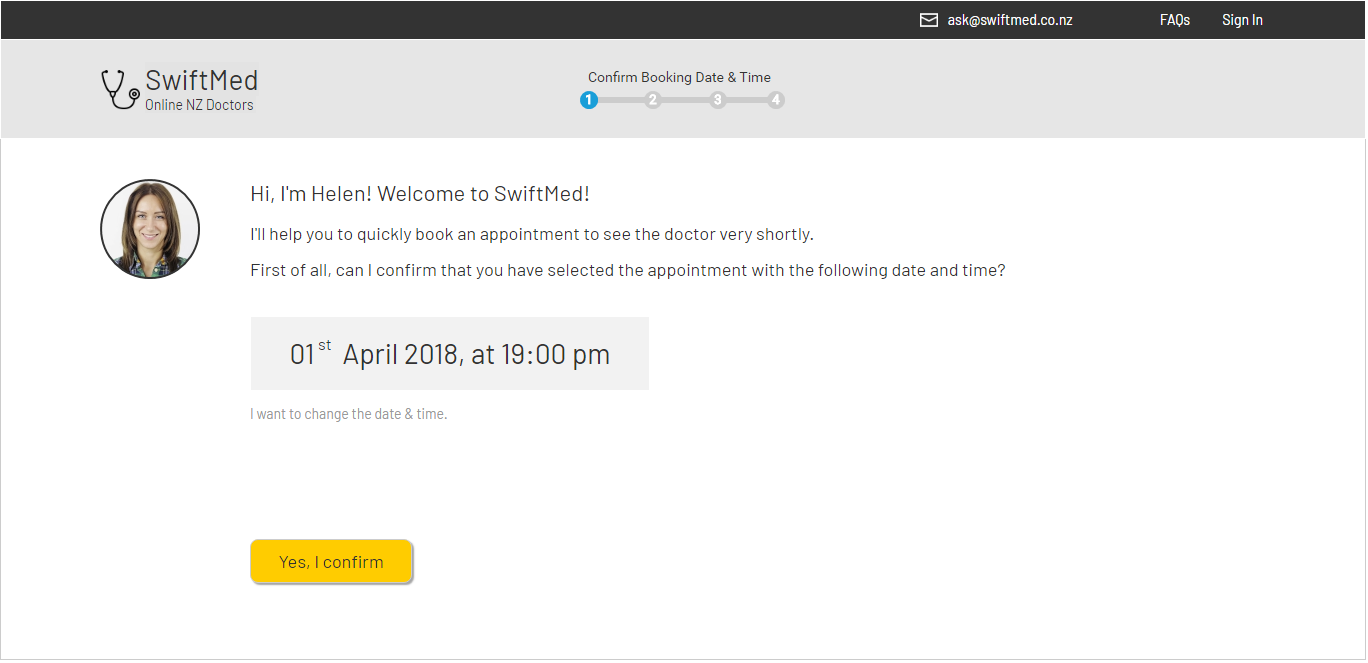 ask@swiftmed.co.nz FAQs Sign In
SwiftMed
Online NZ Doctors
Confirm Booking Date & Time
1 2 3 4
Hi, I'm Helen! Welcome to SwiftMed!
I'll help you to quickly book an appointment to see the doctor very shortly.
First of all, can I confirm that you have selected the appointment with the following date and time?
01st April 2018, at 19:00 pm
I want to change the date & time.
Yes, I confirm